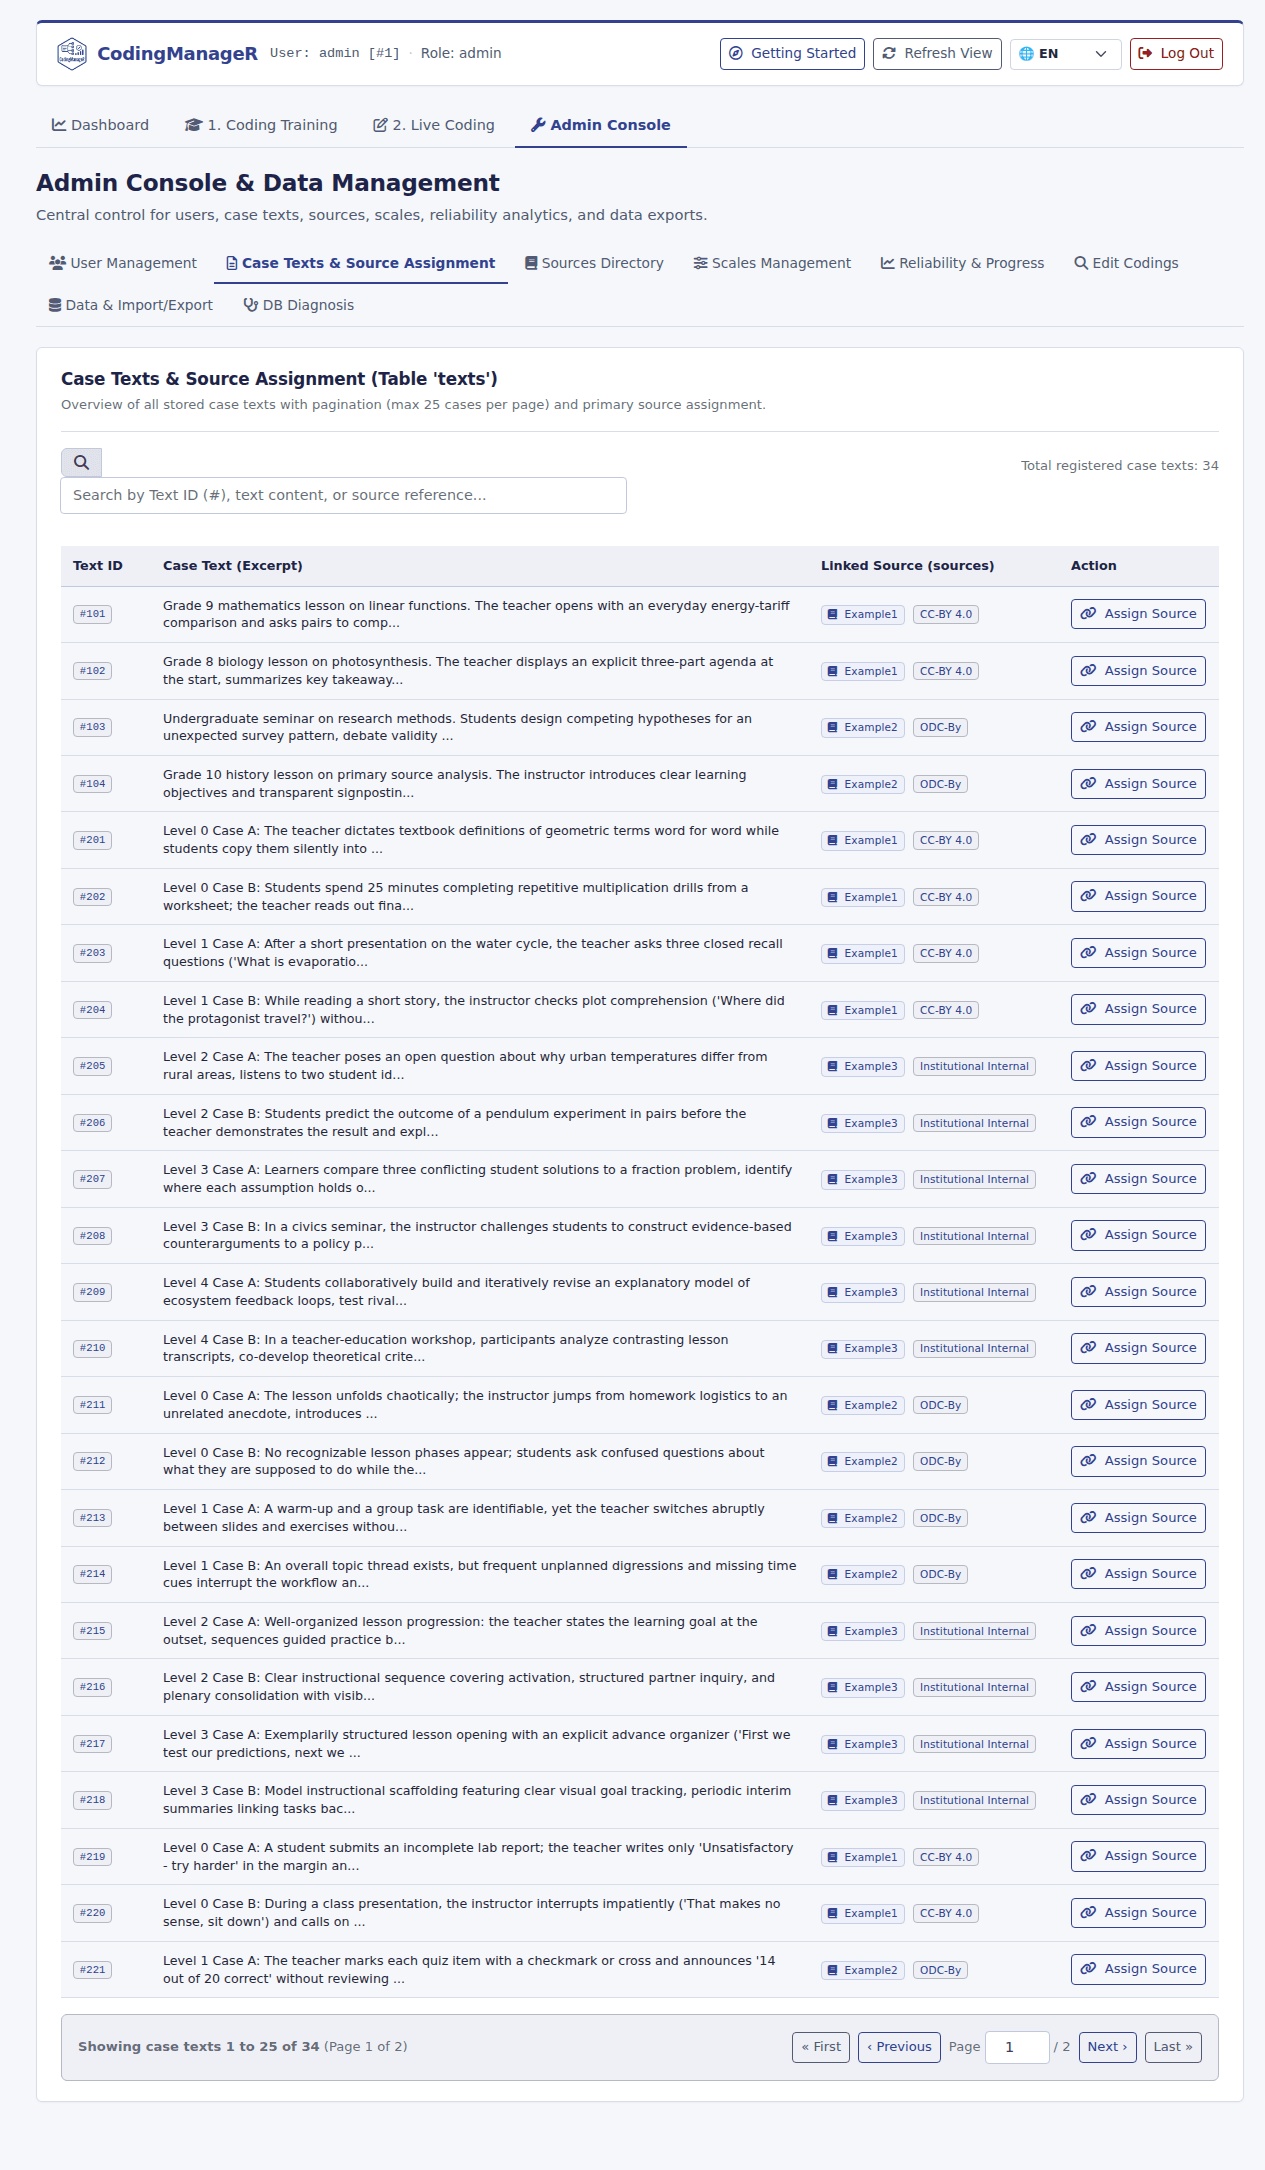 CodingManageR User: admin [#1] · Role: admin Getting Started Refresh View 🌐 EN Log Out
Dashboard 1. Coding Training 2. Live Coding Admin Console
Admin Console & Data Management
Central control for users, case texts, sources, scales, reliability analytics, and data exports.
User Management Case Texts & Source Assignment Sources Directory Scales Management Reliability & Progress Edit Codings
Data & Import/Export DB Diagnosis
Case Texts & Source Assignment (Table 'texts')
Overview of all stored case texts with pagination (max 25 cases per page) and primary source assignment.
Total registered case texts: 34
Search by Text ID (#), text content, or source reference...
Text ID Case Text (Excerpt) Linked Source (sources) Action
#101 Grade 9 mathematics lesson on linear functions. The teacher opens with an everyday energy-tariff
comparison and asks pairs to comp... Example1 CC-BY 4.0 Assign Source
#102 Grade 8 biology lesson on photosynthesis. The teacher displays an explicit three-part agenda at
the start, summarizes key takeaway... Example1 CC-BY 4.0 Assign Source
#103 Undergraduate seminar on research methods. Students design competing hypotheses for an
unexpected survey pattern, debate validity ... Example2 ODC-By Assign Source
#104 Grade 10 history lesson on primary source analysis. The instructor introduces clear learning
objectives and transparent signpostin... Example2 ODC-By Assign Source
#201 Level 0 Case A: The teacher dictates textbook definitions of geometric terms word for word while
students copy them silently into ... Example1 CC-BY 4.0 Assign Source
#202 Level 0 Case B: Students spend 25 minutes completing repetitive multiplication drills from a
worksheet; the teacher reads out fina... Example1 CC-BY 4.0 Assign Source
#203 Level 1 Case A: After a short presentation on the water cycle, the teacher asks three closed recall
questions ('What is evaporatio... Example1 CC-BY 4.0 Assign Source
#204 Level 1 Case B: While reading a short story, the instructor checks plot comprehension ('Where did
the protagonist travel?') withou... Example1 CC-BY 4.0 Assign Source
#205 Level 2 Case A: The teacher poses an open question about why urban temperatures differ from
rural areas, listens to two student id... Example3 Institutional Internal Assign Source
#206 Level 2 Case B: Students predict the outcome of a pendulum experiment in pairs before the
teacher demonstrates the result and expl... Example3 Institutional Internal Assign Source
#207 Level 3 Case A: Learners compare three conflicting student solutions to a fraction problem, identify
where each assumption holds o... Example3 Institutional Internal Assign Source
#208 Level 3 Case B: In a civics seminar, the instructor challenges students to construct evidence-based
counterarguments to a policy p... Example3 Institutional Internal Assign Source
#209 Level 4 Case A: Students collaboratively build and iteratively revise an explanatory model of
ecosystem feedback loops, test rival... Example3 Institutional Internal Assign Source
#210 Level 4 Case B: In a teacher-education workshop, participants analyze contrasting lesson
transcripts, co-develop theoretical crite... Example3 Institutional Internal Assign Source
#211 Level 0 Case A: The lesson unfolds chaotically; the instructor jumps from homework logistics to an
unrelated anecdote, introduces ... Example2 ODC-By Assign Source
#212 Level 0 Case B: No recognizable lesson phases appear; students ask confused questions about
what they are supposed to do while the... Example2 ODC-By Assign Source
#213 Level 1 Case A: A warm-up and a group task are identifiable, yet the teacher switches abruptly
between slides and exercises withou... Example2 ODC-By Assign Source
#214 Level 1 Case B: An overall topic thread exists, but frequent unplanned digressions and missing time
cues interrupt the workflow an... Example2 ODC-By Assign Source
#215 Level 2 Case A: Well-organized lesson progression: the teacher states the learning goal at the
outset, sequences guided practice b... Example3 Institutional Internal Assign Source
#216 Level 2 Case B: Clear instructional sequence covering activation, structured partner inquiry, and
plenary consolidation with visib... Example3 Institutional Internal Assign Source
#217 Level 3 Case A: Exemplarily structured lesson opening with an explicit advance organizer ('First we
test our predictions, next we ... Example3 Institutional Internal Assign Source
#218 Level 3 Case B: Model instructional scaffolding featuring clear visual goal tracking, periodic interim
summaries linking tasks bac... Example3 Institutional Internal Assign Source
#219 Level 0 Case A: A student submits an incomplete lab report; the teacher writes only 'Unsatisfactory
- try harder' in the margin an... Example1 CC-BY 4.0 Assign Source
#220 Level 0 Case B: During a class presentation, the instructor interrupts impatiently ('That makes no
sense, sit down') and calls on ... Example1 CC-BY 4.0 Assign Source
#221 Level 1 Case A: The teacher marks each quiz item with a checkmark or cross and announces '14
out of 20 correct' without reviewing ... Example2 ODC-By Assign Source
Showing case texts 1 to 25 of 34 (Page 1 of 2) « First ‹ Previous Page 1 / 2 Next › Last »